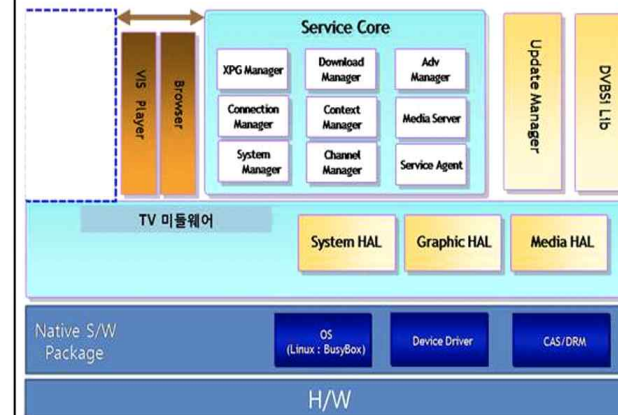 Service Core
VIS Player
Browser
XPG Manager
Download
Manager
Adv
Manager
Connection
Manager
Context
Manager
Media Server
System
Manager
Channel
Manager
Service Agent
Update Manager
DVBSI Lib
TV 미들웨어
System HAL
Graphic HAL
Media HAL
Native S/W
Package
OS
(Linux : BusyBox)
Device Driver
CAS/DRM
H/W